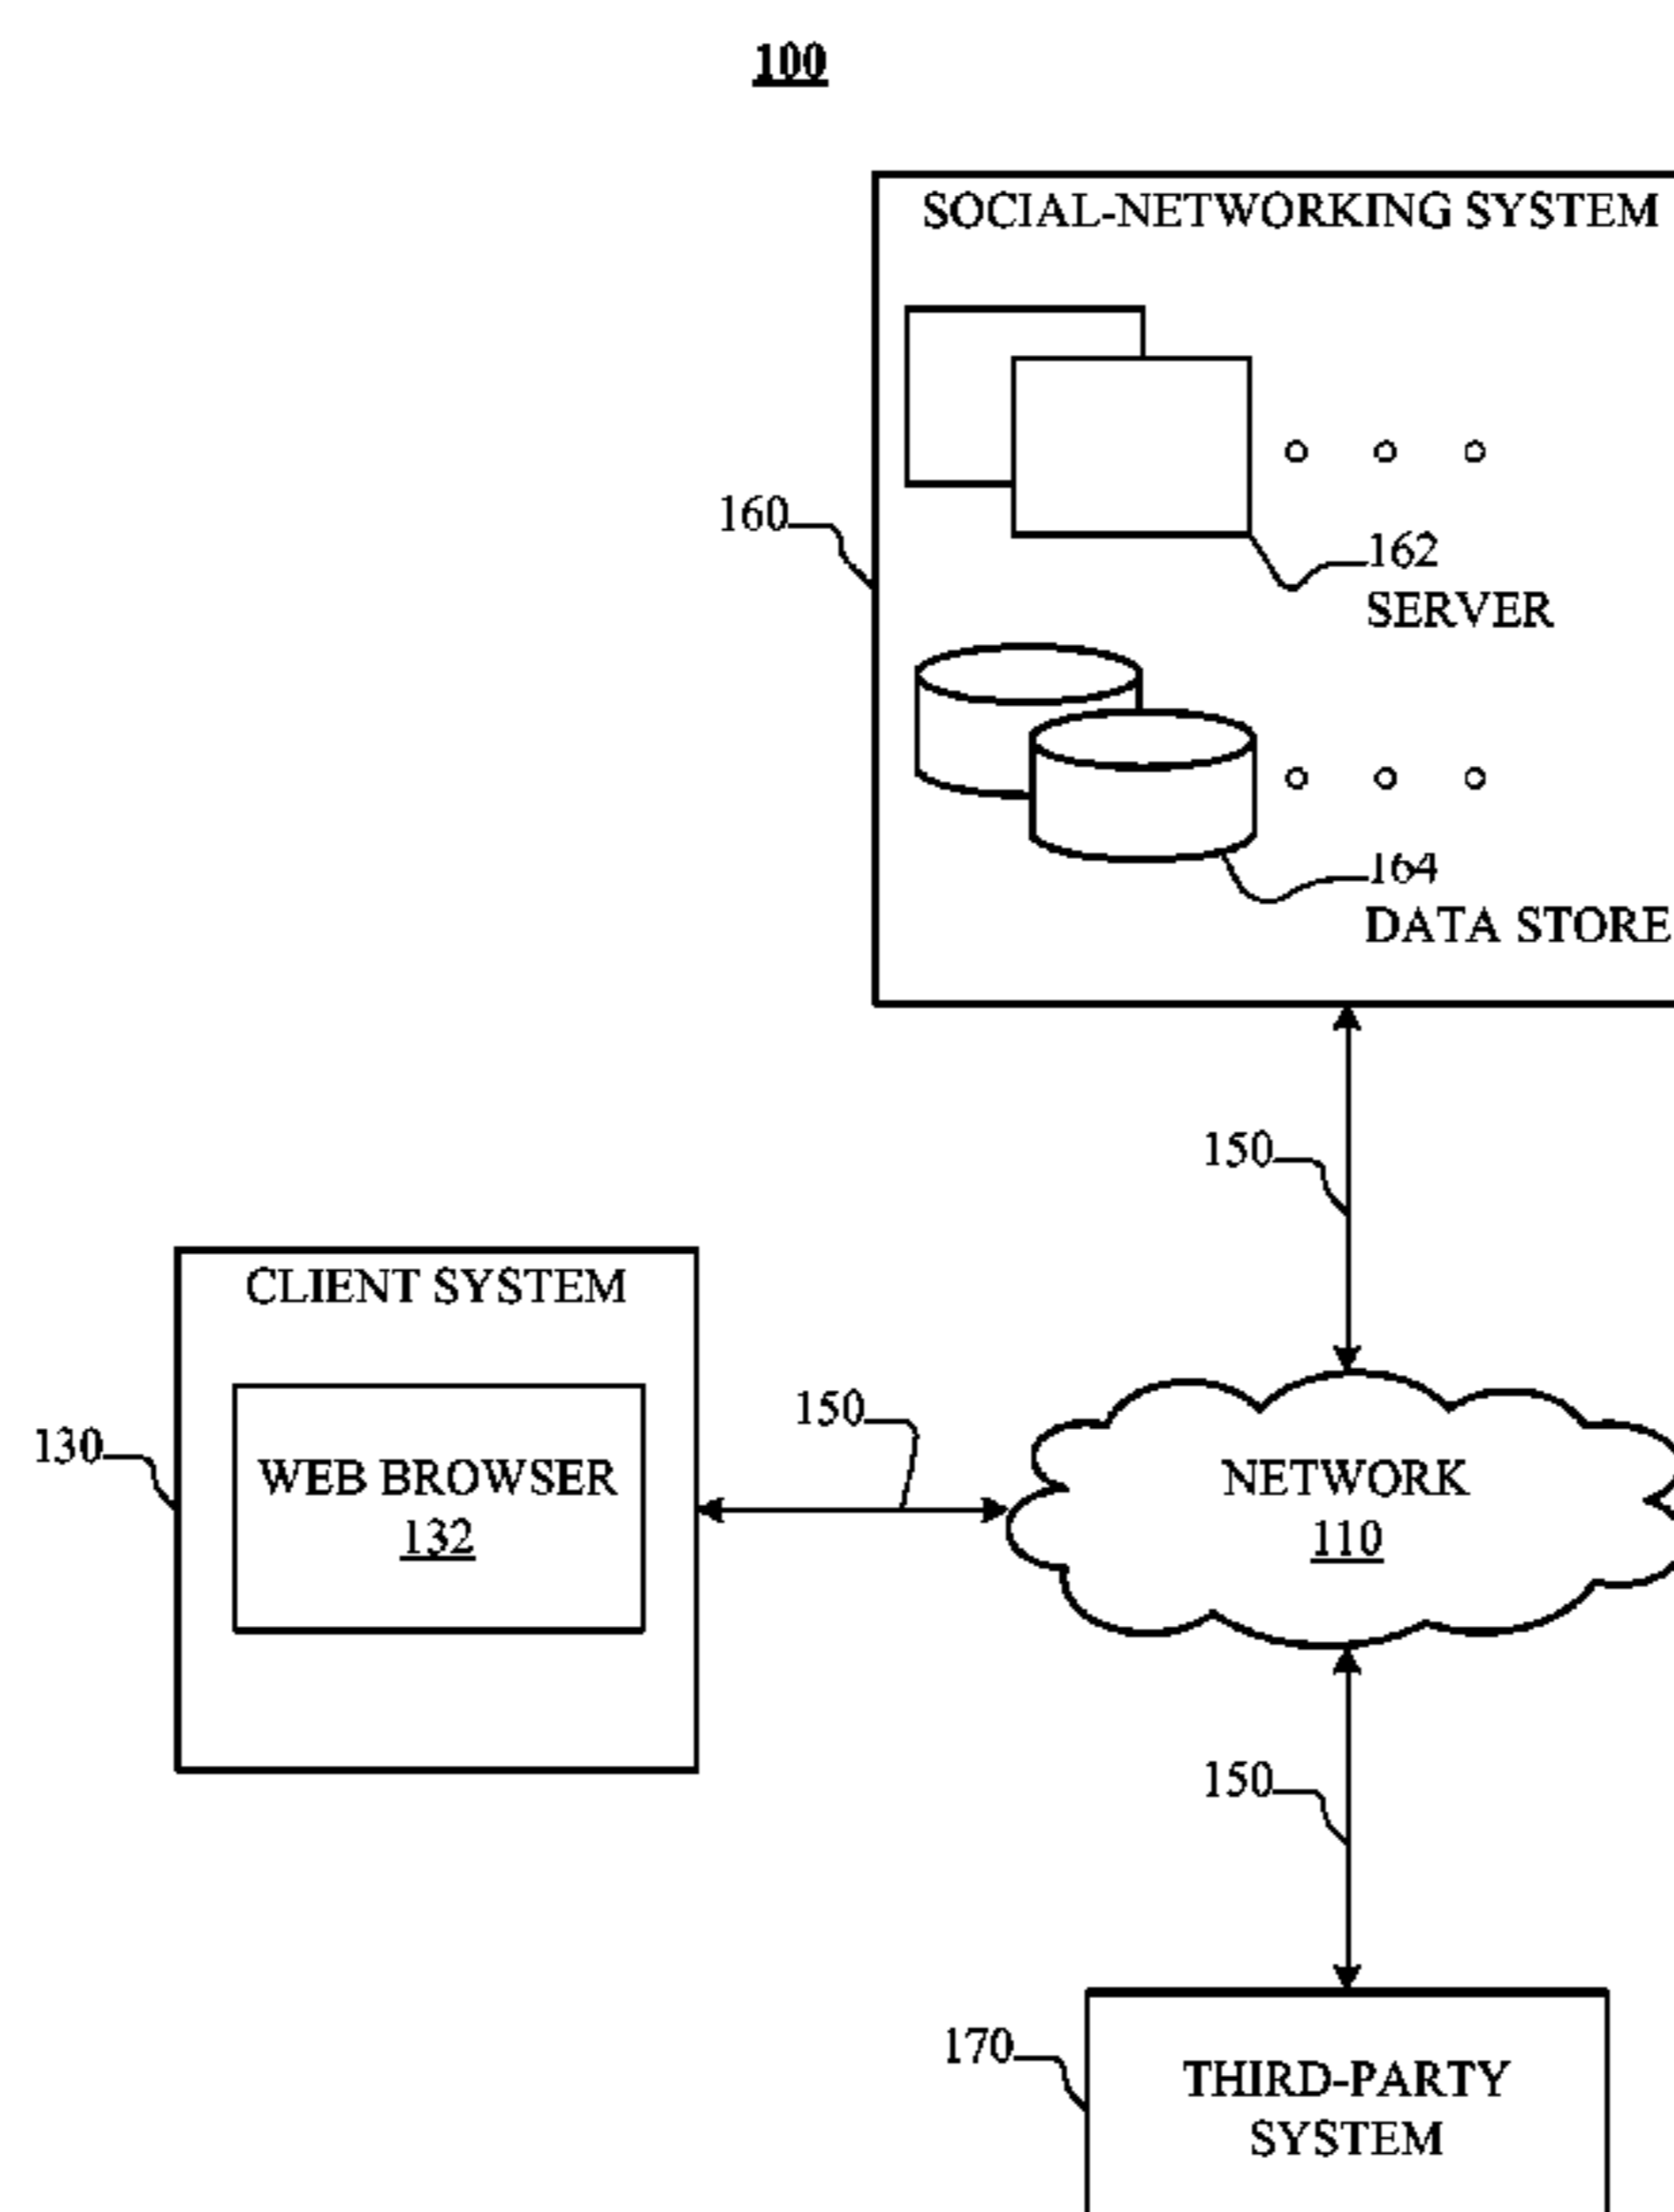 100
SOCIAL-NETWORKING SYSTEM
160
162
SERVER
164
DATA STORE
150
CLIENT SYSTEM
130
WEB BROWSER
132
150
NETWORK
110
150
170
THIRD-PARTY
SYSTEM